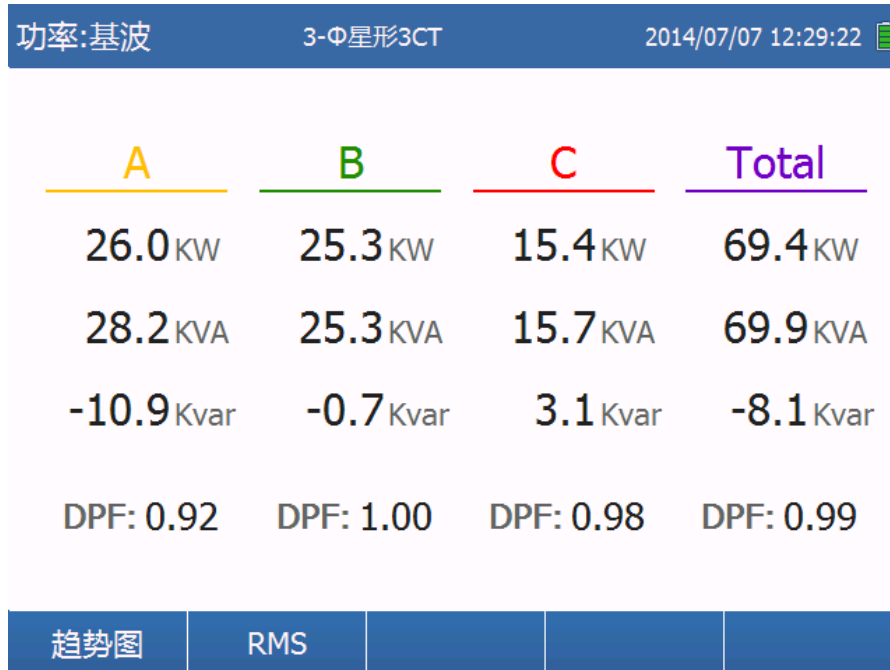 功率:基波 3-Φ星形3CT 2014/07/07 12:29:22
A B C Total
26.0KW 25.3KW 15.4KW 69.4KW
28.2KVA 25.3KVA 15.7KVA 69.9KVA
-10.9Kvar -0.7Kvar 3.1Kvar -8.1Kvar
DPF: 0.92 DPF: 1.00 DPF: 0.98 DPF: 0.99
趋势图 RMS